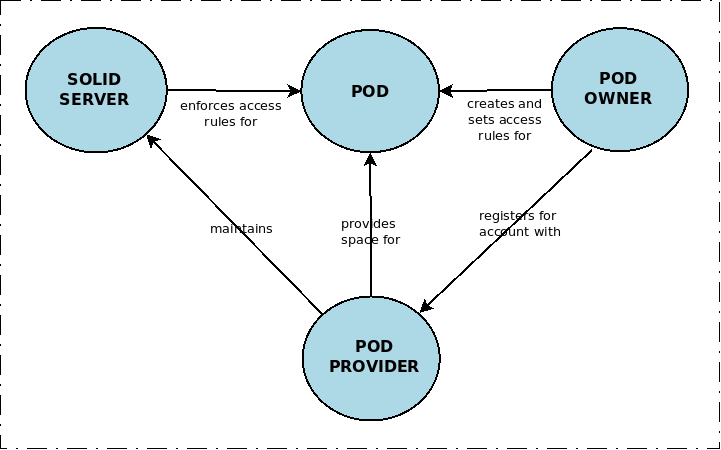 SOLID
SERVER
POD
POD
OWNER
enforces access
rules for
creates and
sets access
rules for
maintains
provides
space for
registers for
account with
POD
PROVIDER